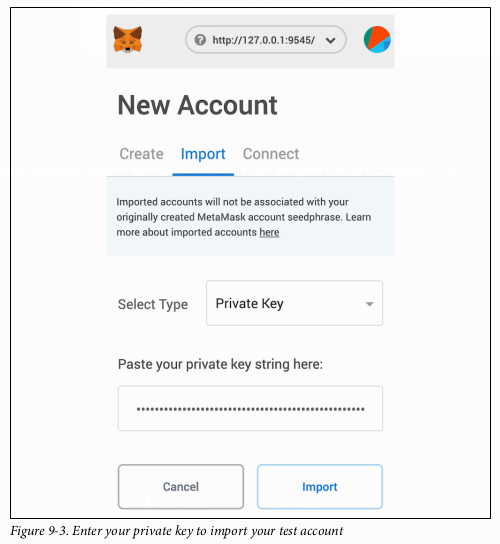 http://127.0.0.1:9545/
New Account
Create Import Connect
Imported accounts will not be associated with your
originally created MetaMask account seedphrase. Learn
more about imported accounts here
Select Type Private Key
Paste your private key string here:
Cancel Import
Figure 9-3. Enter your private key to import your test account